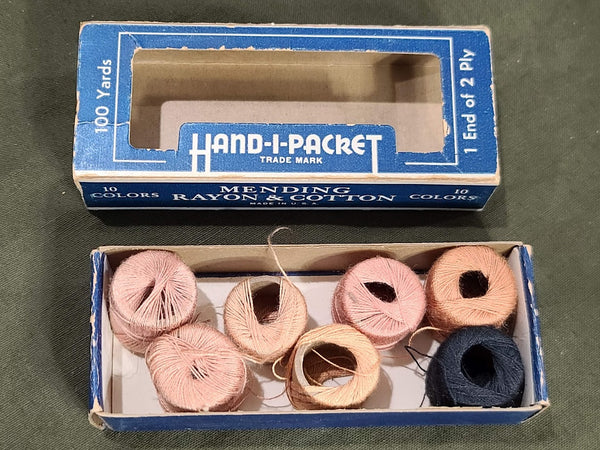 100 Yards
HAND-I-PACKET
TRADE MARK
1 End of 2 Ply
10
COLORS
MENDING
RAYON & COTTON
MADE IN U.S.A.
10
COLORS